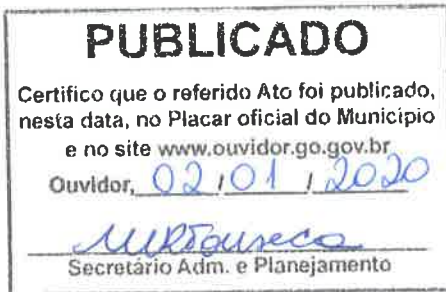 PUBLICADO
Certifico que o referido Ato foi publicado,
nesta data, no Placar oficial do Município
e no site www.ouvidor.go.gov.br
Ouvidor, 02 / 01 / 2020
Secretário Adm. e Planejamento